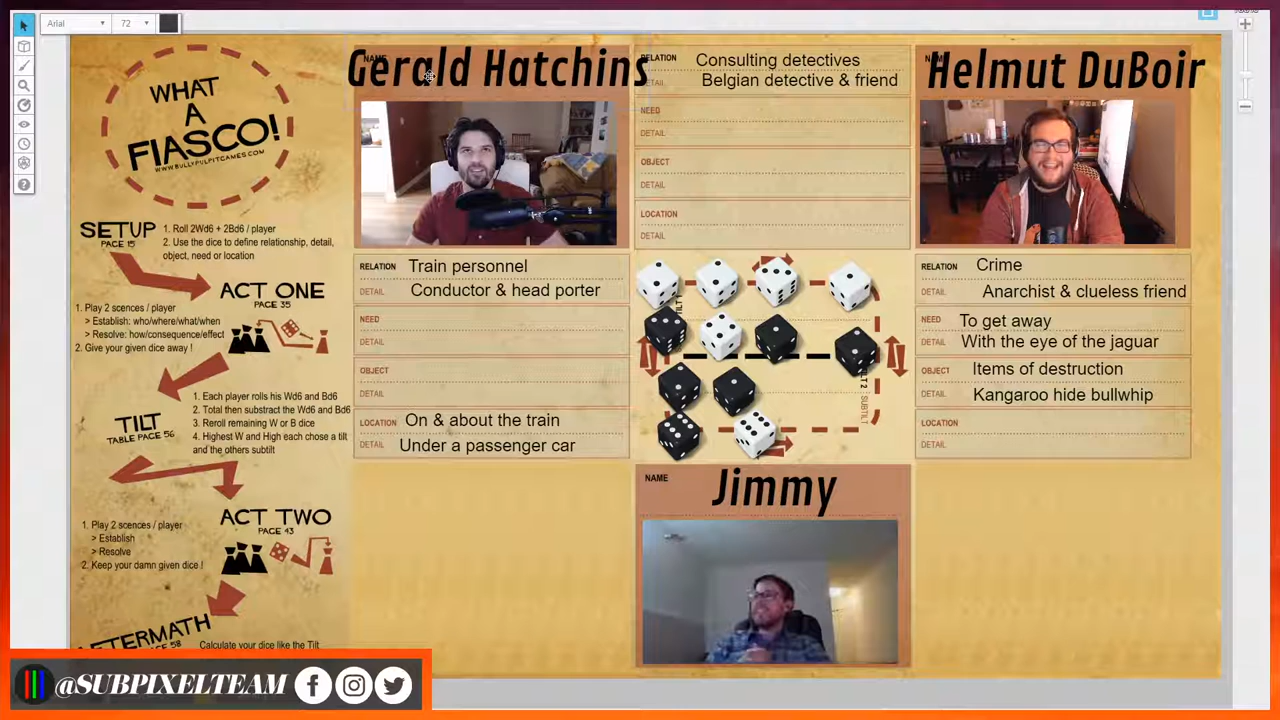 Arial
72
WHAT
A
FIASCO!
WWW.BULLYPULPITGAMES.COM
SETUP
PAGE 15
1. Roll 2Wd6 + 2Bd6 / player
2. Use the dice to define relationship, detail,
object, need or location
ACT ONE
PAGE 35
1. Play 2 scences / player
> Establish: who/where/what/when
> Resolve: how/consequence/effect
2. Give your given dice away !
TILT
TABLE PAGE 56
1. Each player rolls his Wd6 and Bd6
2. Total then substract the Wd6 and Bd6
3. Reroll remaining W or B dice
4. Highest W and High each chose a tilt
and the others subtilt
ACT TWO
PAGE 43
1. Play 2 scences / player
> Establish
> Resolve
2. Keep your damn given dice !
AFTERMATH
Calculate your dice like the Tilt
Gerald Hatchins
RELATION Consulting detectives
DETAIL Belgian detective & friend
NEED
DETAIL
OBJECT
DETAIL
LOCATION
DETAIL
Helmut DuBoir
RELATION Train personnel
DETAIL Conductor & head porter
NEED
DETAIL
OBJECT
DETAIL
LOCATION On & about the train
DETAIL Under a passenger car
RELATION Crime
DETAIL Anarchist & clueless friend
NEED To get away
DETAIL With the eye of the jaguar
OBJECT Items of destruction
DETAIL Kangaroo hide bullwhip
LOCATION
DETAIL
NAME Jimmy
@SUBPIXELTEAM